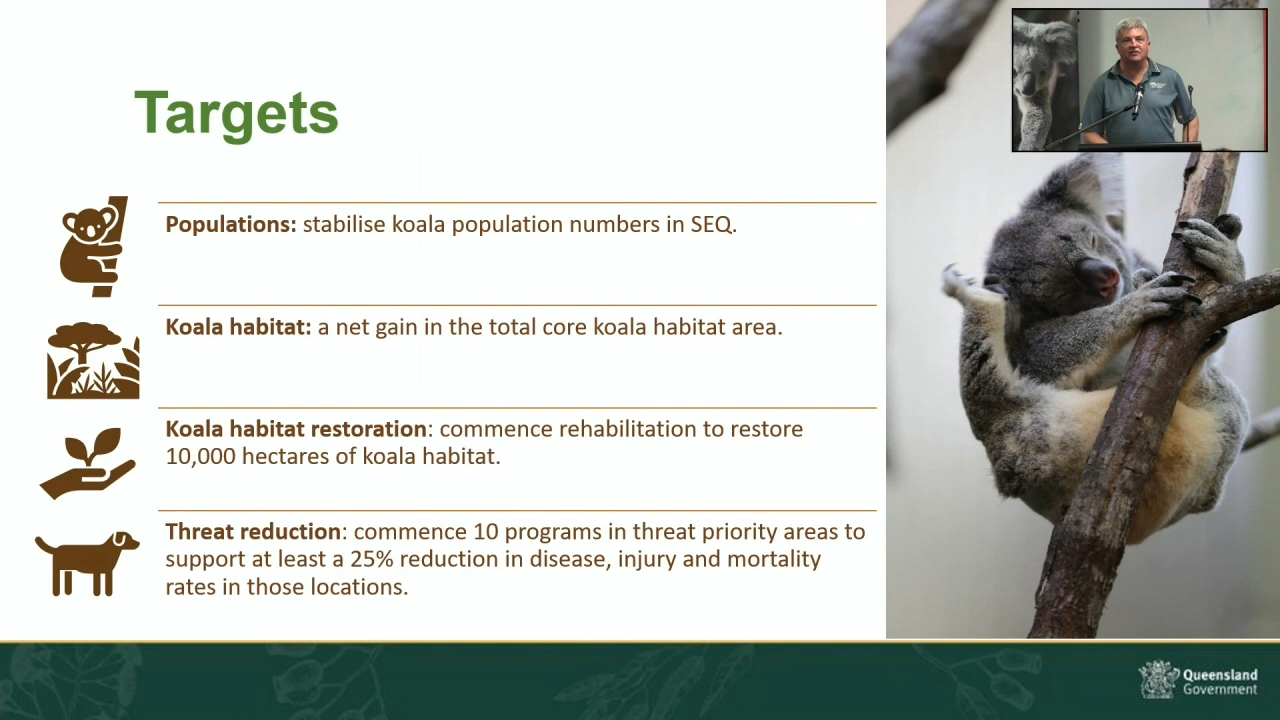 Targets
Populations: stabilise koala population numbers in SEQ.
Koala habitat: a net gain in the total core koala habitat area.
Koala habitat restoration: commence rehabilitation to restore
10,000 hectares of koala habitat.
Threat reduction: commence 10 programs in threat priority areas to
support at least a 25% reduction in disease, injury and mortality
rates in those locations.
Queensland
Government